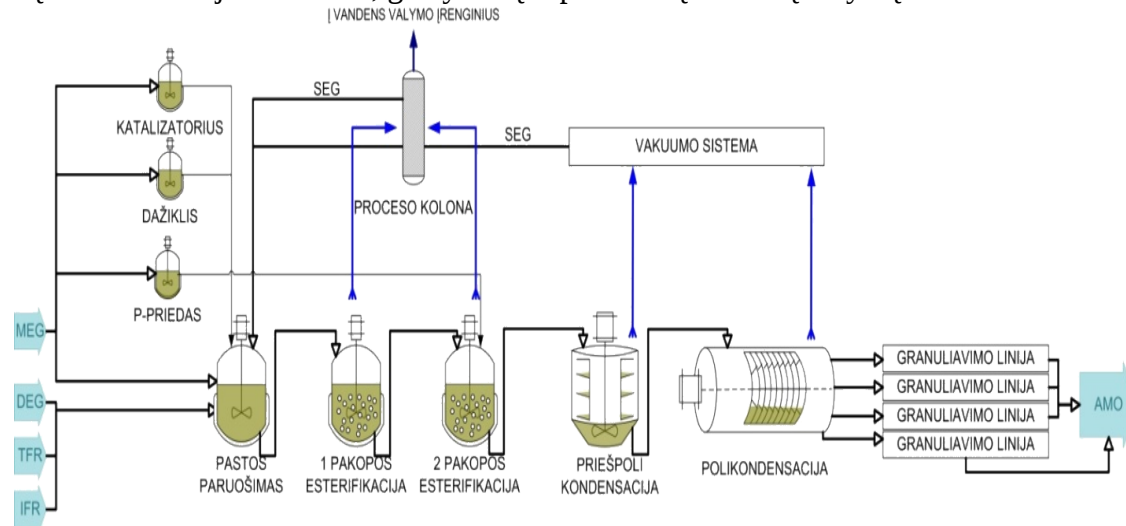 Į VANDENS VALYMO ĮRENGINIUS
SEG
KATALIZATORIUS
SEG
VAKUUMO SISTEMA
DAŽIKLIS
PROCESO KOLONA
P-PRIEDAS
MEG
DEG
TFR
IFR
GRANULIAVIMO LINIJA
GRANULIAVIMO LINIJA
GRANULIAVIMO LINIJA
GRANULIAVIMO LINIJA
AMO
PASTOS
PARUOŠIMAS
1 PAKOPOS
ESTERIFIKACIJA
2 PAKOPOS
ESTERIFIKACIJA
PRIEŠPOLI
KONDENSACIJA
POLIKONDENSACIJA